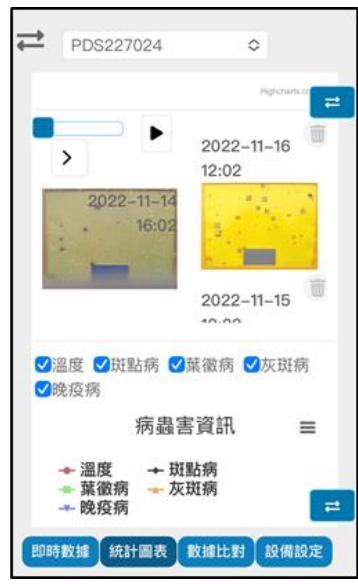 PDS227024
Highcharts.co
2022-11-16
12:02
2022-11-14
16:02
2022-11-15
溫度 斑點病 葉黴病 灰斑病
晚疫病
病蟲害資訊
溫度 斑點病
葉黴病 灰斑病
晚疫病
即時數據 統計圖表 數據比對 設備設定